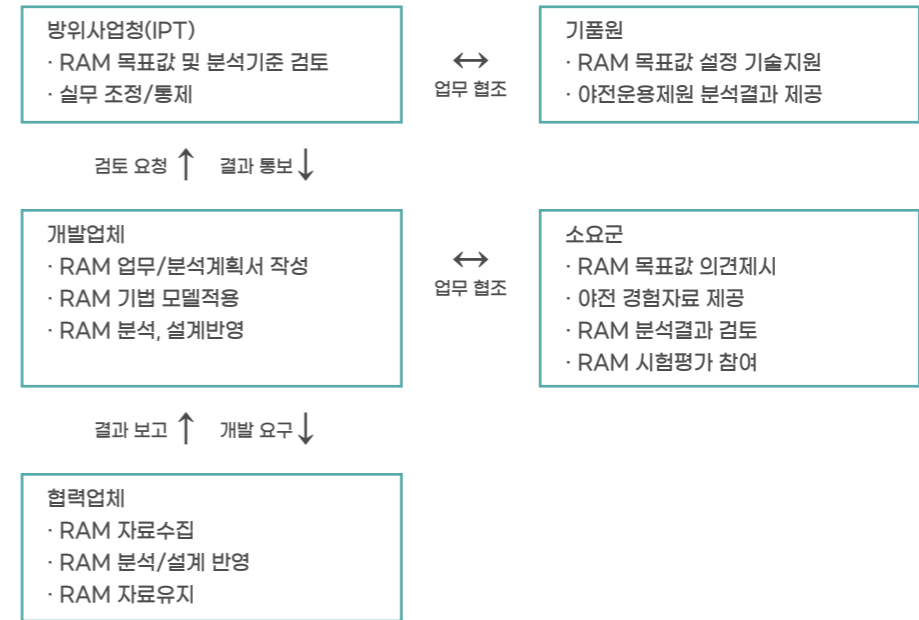 방위사업청(IPT)
· RAM 목표값 및 분석기준 검토
· 실무 조정/통제
↔
업무 협조
기품원
· RAM 목표값 설정 기술지원
· 야전운용제원 분석결과 제공
검토 요청 ↑ 결과 통보 ↓
개발업체
· RAM 업무/분석계획서 작성
· RAM 기법 모델적용
· RAM 분석, 설계반영
↔
업무 협조
소요군
· RAM 목표값 의견제시
· 야전 경험자료 제공
· RAM 분석결과 검토
· RAM 시험평가 참여
결과 보고 ↑ 개발 요구 ↓
협력업체
· RAM 자료수집
· RAM 분석/설계 반영
· RAM 자료유지